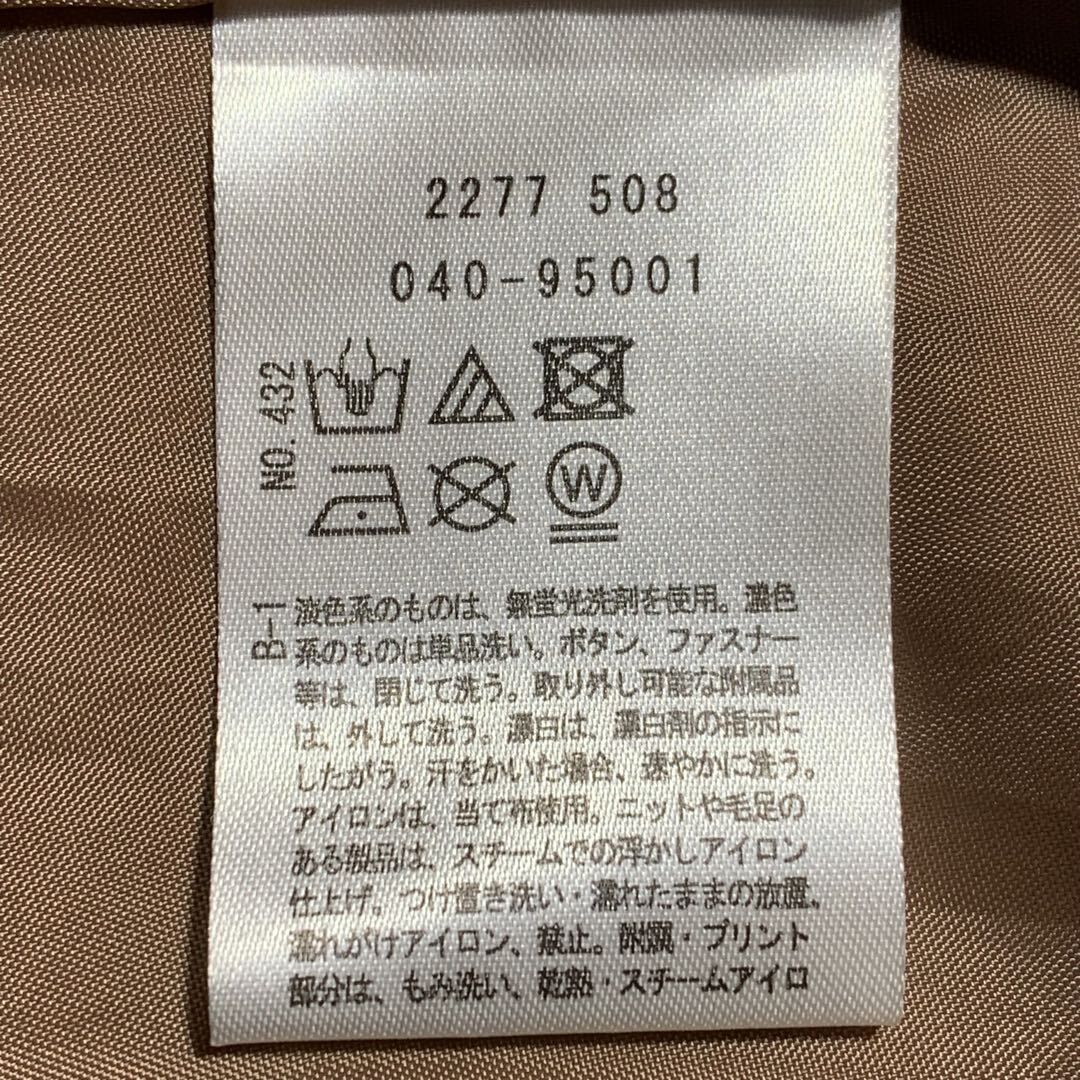 2277 508
040-95001
NO. 432
W
B-1
淡色系のものは、無蛍光洗剤を使用。濃色
系のものは単品洗い。ボタン、ファスナー
等は、閉じて洗う。取り外し可能な附属品
は、外して洗う。漂白は、漂白剤の指示に
したがう。汗をかいた場合、速やかに洗う。
アイロンは、当て布使用。ニットや毛足の
ある製品は、スチームでの浮かしアイロン
仕上げ。つけ置き洗い・濡れたままの放置、
濡れがけアイロン、禁止。附属・プリント
部分は、もみ洗い、乾熱・スチームアイロ